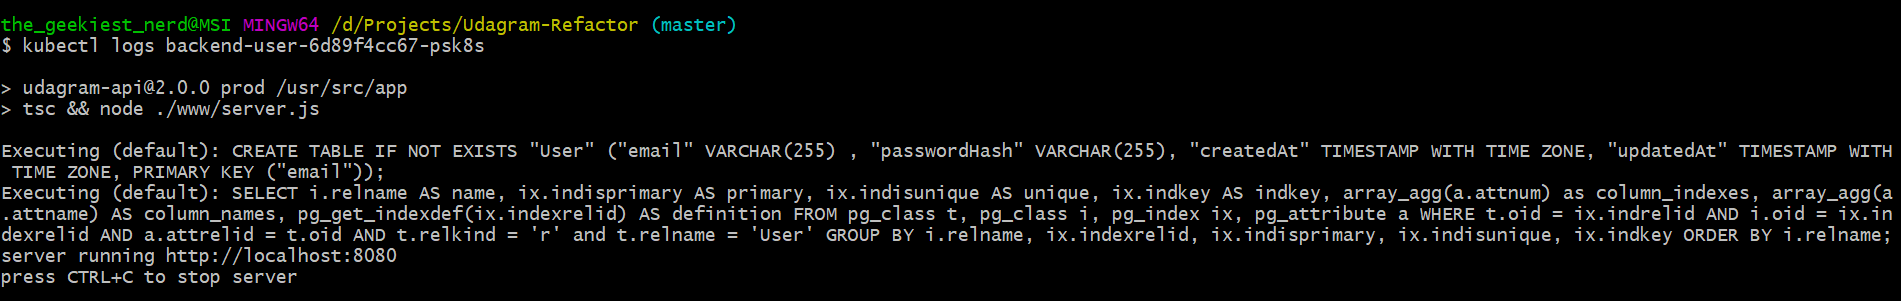 the_geekiest_nerd@MSI MINGW64 /d/Projects/Udagram-Refactor (master)
$ kubectl logs backend-user-6d89f4cc67-psk8s
> udagram-api@2.0.0 prod /usr/src/app
> tsc && node ./www/server.js
Executing (default): CREATE TABLE IF NOT EXISTS "User" ("email" VARCHAR(255) , "passwordHash" VARCHAR(255), "createdAt" TIMESTAMP WITH TIME ZONE, "updatedAt" TIMESTAMP WITH
 TIME ZONE, PRIMARY KEY ("email"));
Executing (default): SELECT i.relname AS name, ix.indisprimary AS primary, ix.indisunique AS unique, ix.indkey AS indkey, array_agg(a.attnum) as column_indexes, array_agg(a
.attname) AS column_names, pg_get_indexdef(ix.indexrelid) AS definition FROM pg_class t, pg_class i, pg_index ix, pg_attribute a WHERE t.oid = ix.indrelid AND i.oid = ix.in
dexrelid AND a.attrelid = t.oid AND t.relkind = 'r' and t.relname = 'User' GROUP BY i.relname, ix.indexrelid, ix.indisprimary, ix.indisunique, ix.indkey ORDER BY i.relname;
server running http://localhost:8080
press CTRL+C to stop server